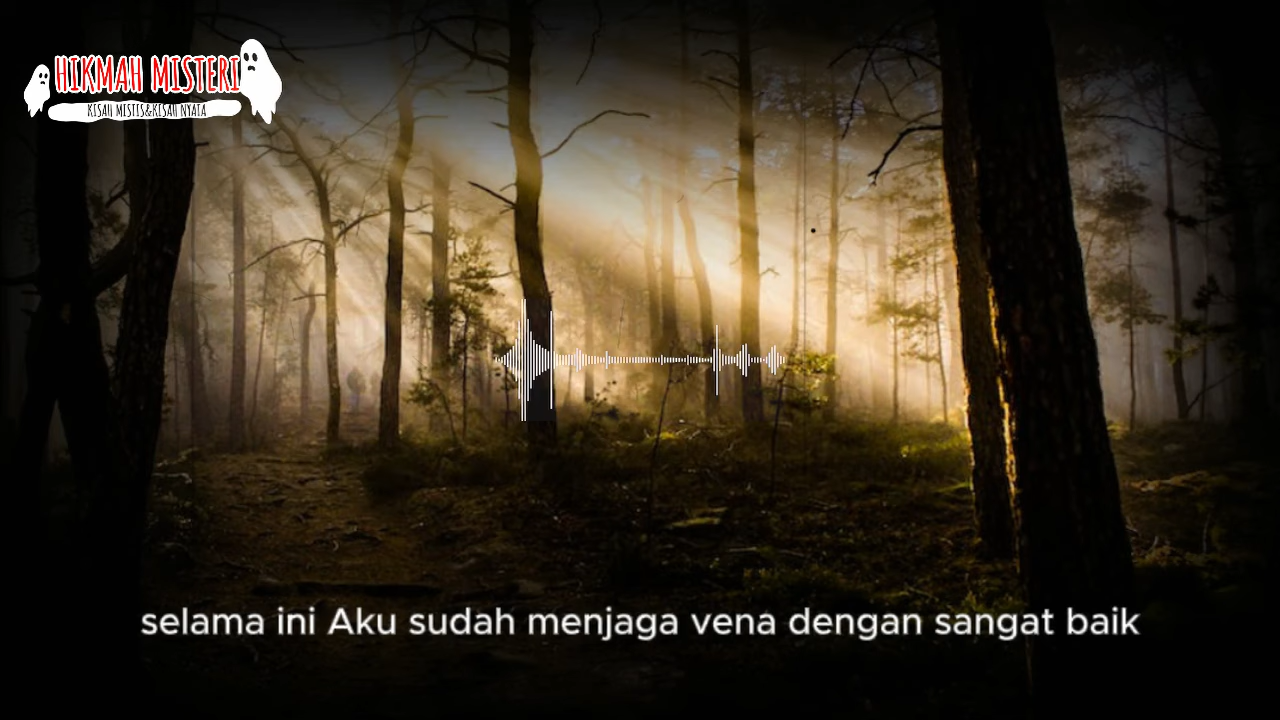 HIKMAH MISTERI
KISAH MISTIS&KISAH NYATA
selama ini Aku sudah menjaga vena dengan sangat baik